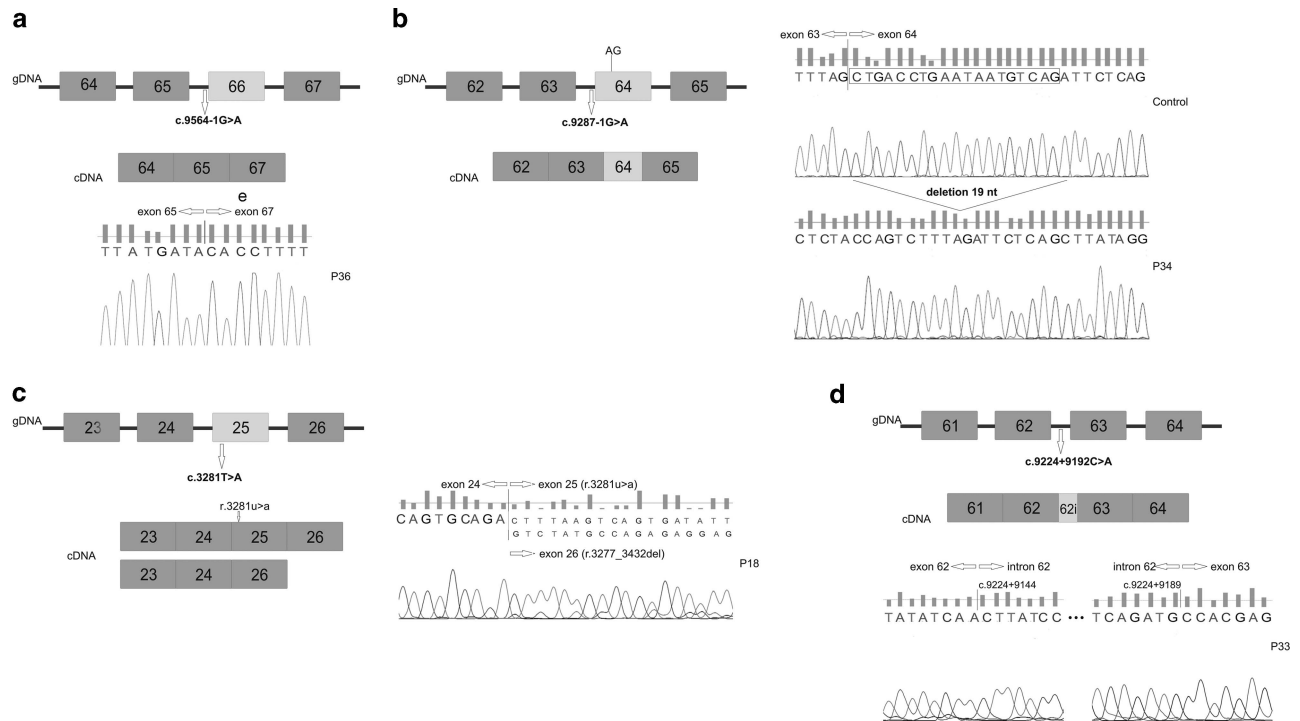 a
gDNA
64 65 66 67
c.9564-1G>A
cDNA
64 65 67
e
exon 65 exon 67
TTATGATACACCTTTT
P36
b
AG
gDNA
62 63 64 65
c.9287-1G>A
cDNA
62 63 64 65
exon 63 exon 64
TTTAGCTGACCTGAATAATGTCAGATTCTCAG
Control
deletion 19 nt
CTCTACCAGTCTTTAGATTCTCAGCTTATAGG
P34
c
gDNA
23 24 25 26
c.3281T>A
r.3281u>a
23 24 25 26
cDNA
23 24 26
exon 24 exon 25 (r.3281u>a)
CAGTGCAGA CTTTAAGTCAGTGATATT
GTCTATGCCAGAGAGGAG
exon 26 (r.3277_3432del)
P18
d
gDNA
61 62 63 64
c.9224+9192C>A
cDNA
61 62 62i 63 64
exon 62 intron 62 intron 62 exon 63
c.9224+9144 c.9224+9189
TATATCAACTTATCC ••• TCAGATGCCACGAG
P33